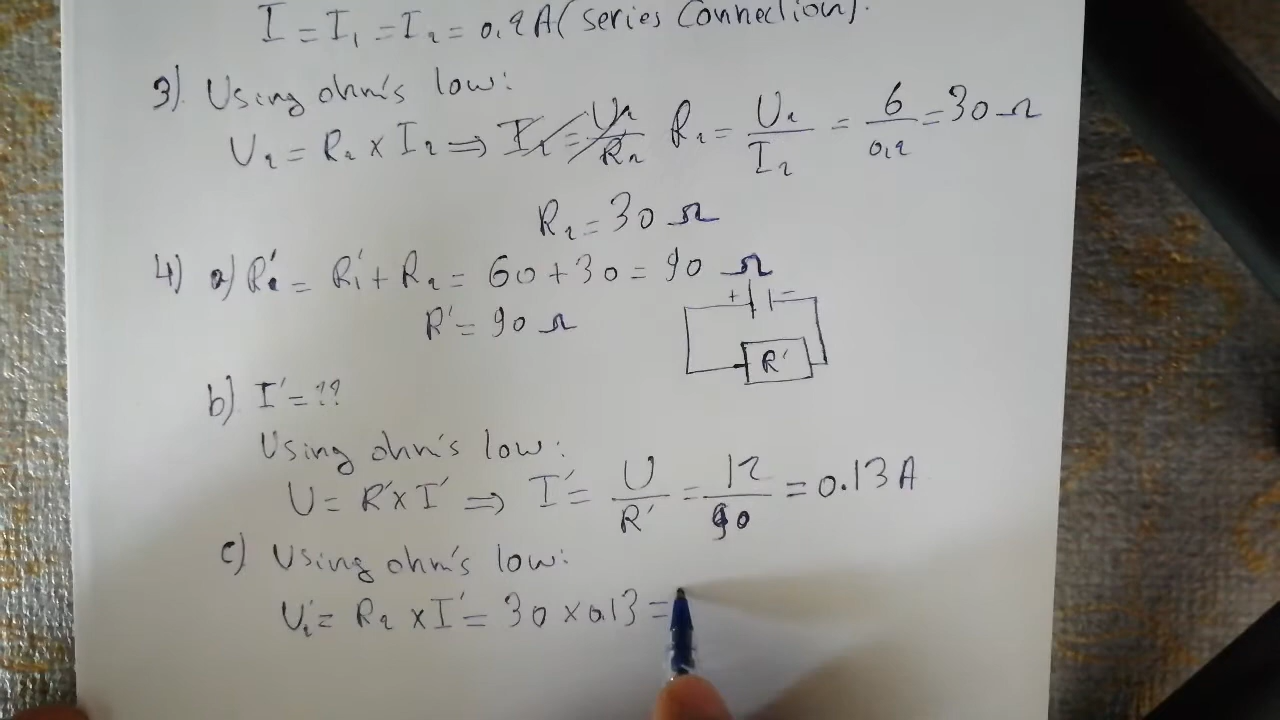 I = I₁ = I₂ = 0,2 A (series Connection).
3) Using ohm's low:
U₂ = R₂ x I₂ ⇒ I₂ = U₂/R₂ R₂ = U₂/I₂ = 6/0,2 = 30 Ω
R₂ = 30 Ω
4) a) R'e = R₁' + R₂ = 60 + 30 = 90 Ω
R' = 90 Ω
+ -
R'
b) I' = ??
Using ohm's low:
U = R' x I' ⇒ I' = U/R' = 12/90 = 0.13 A
c) Using ohm's low:
U₂' = R₂ x I' = 30 x 0.13 =